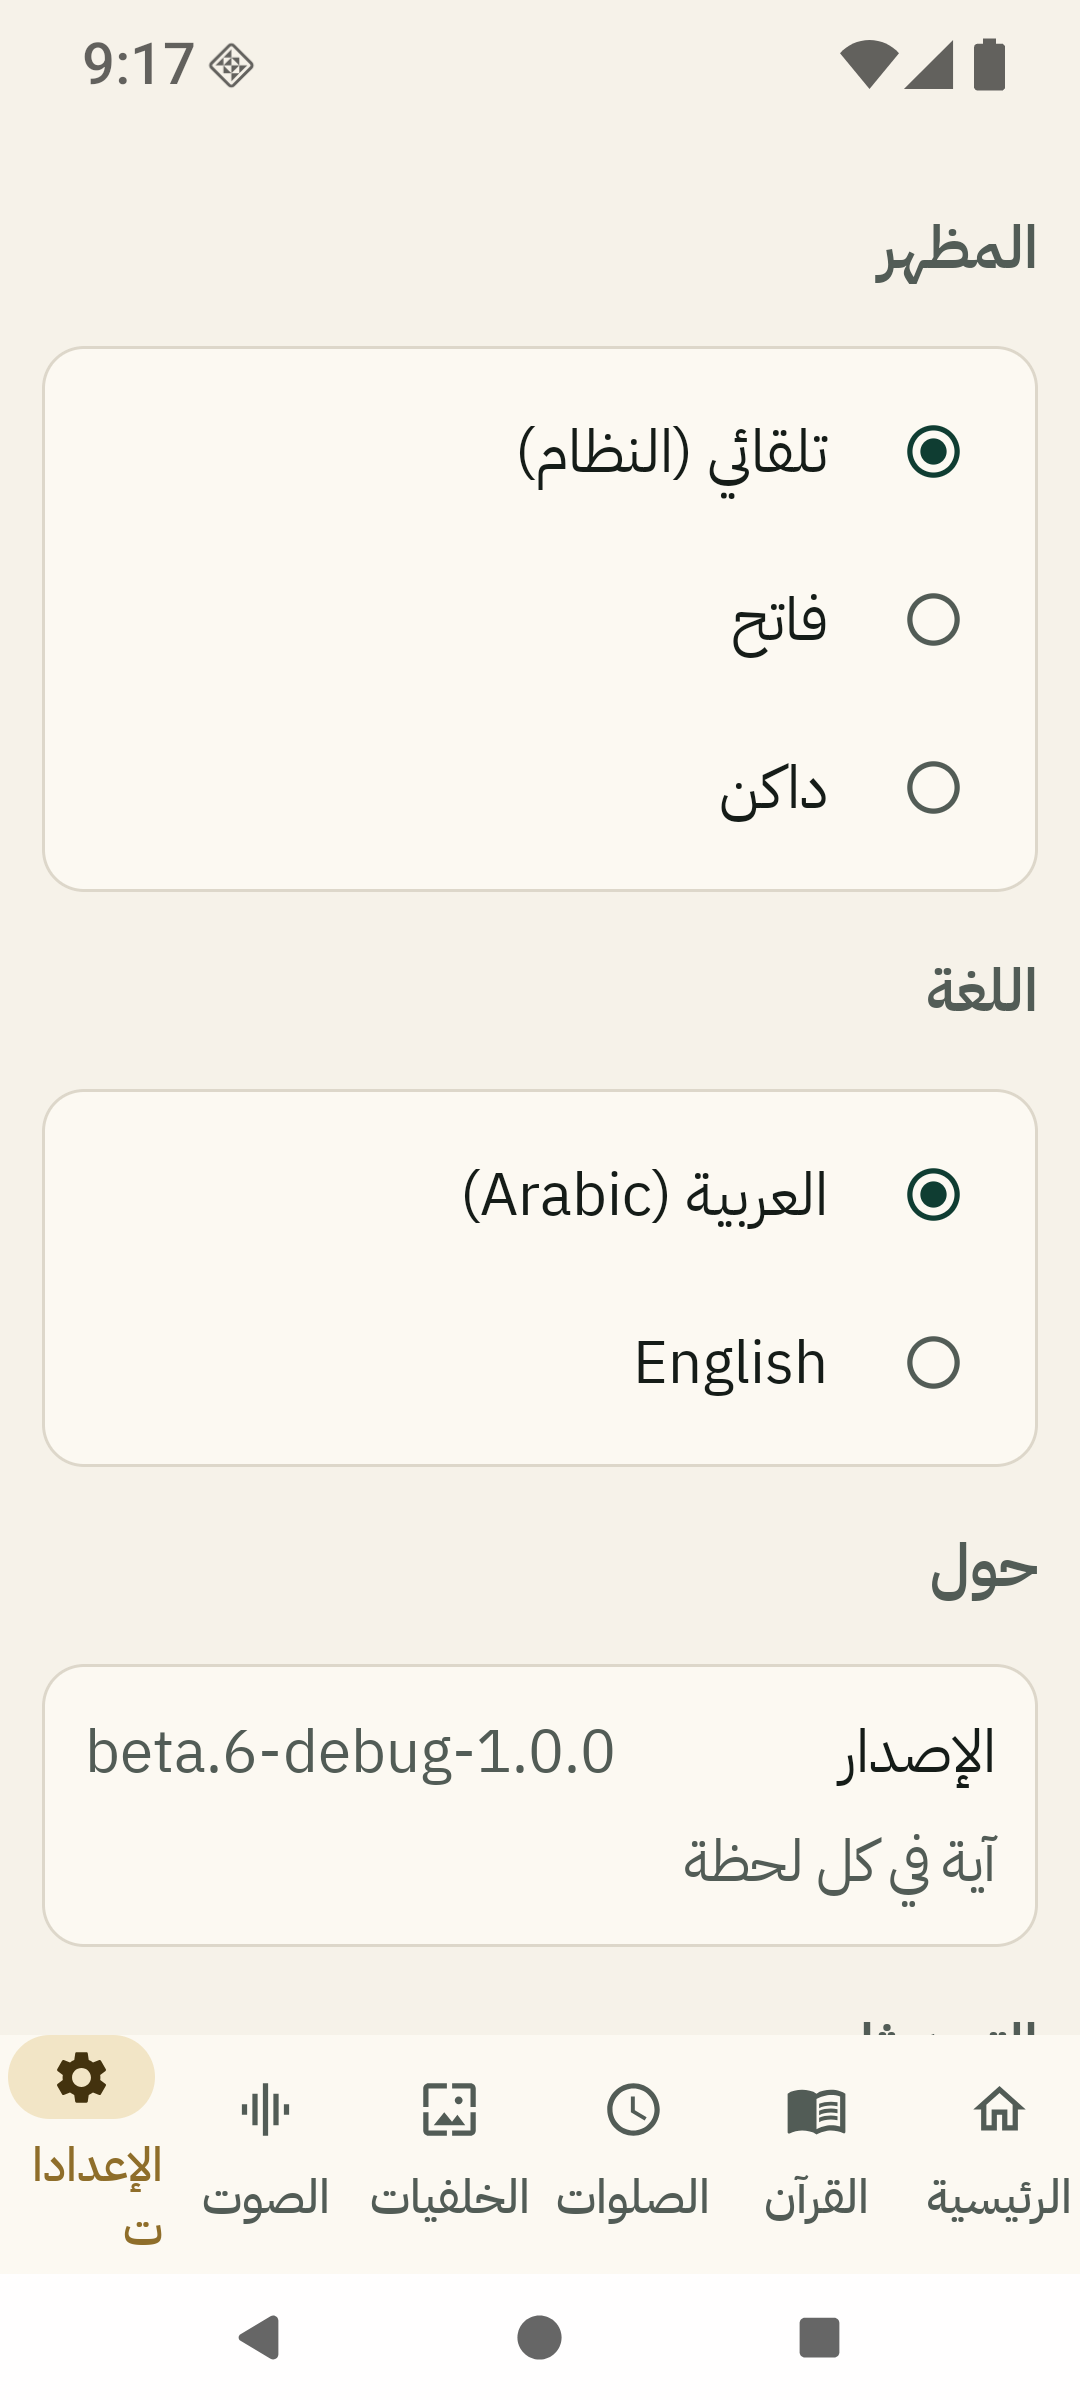 9:17
المظهر
تلقائي (النظام)
فاتح
داكن
اللغة
العربية (Arabic)
English
حول
الإصدار
beta.6-debug-1.0.0
آية في كل لحظة
الرئيسية
القرآن
الصلوات
الخلفيات
الصوت
الإعدادا
ت